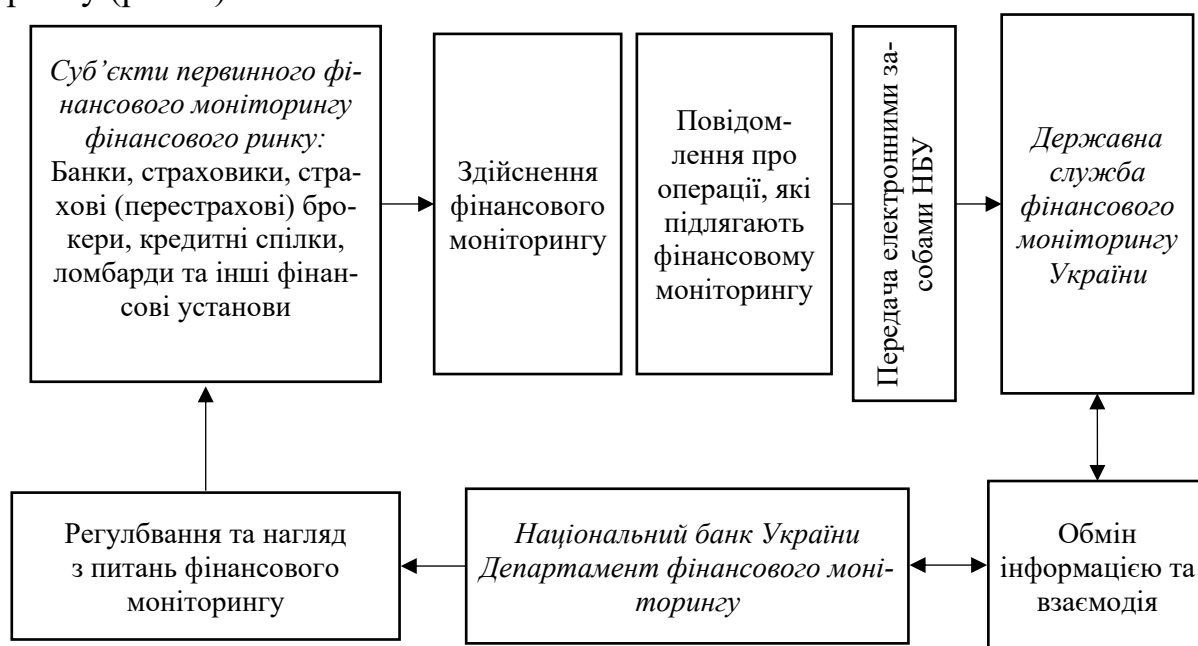 Суб’єкти первинного фі-
нансового моніторингу
фінансового ринку:
Банки, страховики, стра-
хові (перестрахові) бро-
кери, кредитні спілки,
ломбарди та інші фінан-
сові установи
Здійснення
фінансового
моніторингу
Повідом-
лення про
операції, які
підлягають
фінансовому
моніторингу
Передача електронними за-
собами НБУ
Державна
служба
фінансового
моніторингу
України
Регулбвання та нагляд
з питань фінансового
моніторингу
Національний банк України
Департамент фінансового моні-
торингу
Обмін
інформацією та
взаємодія